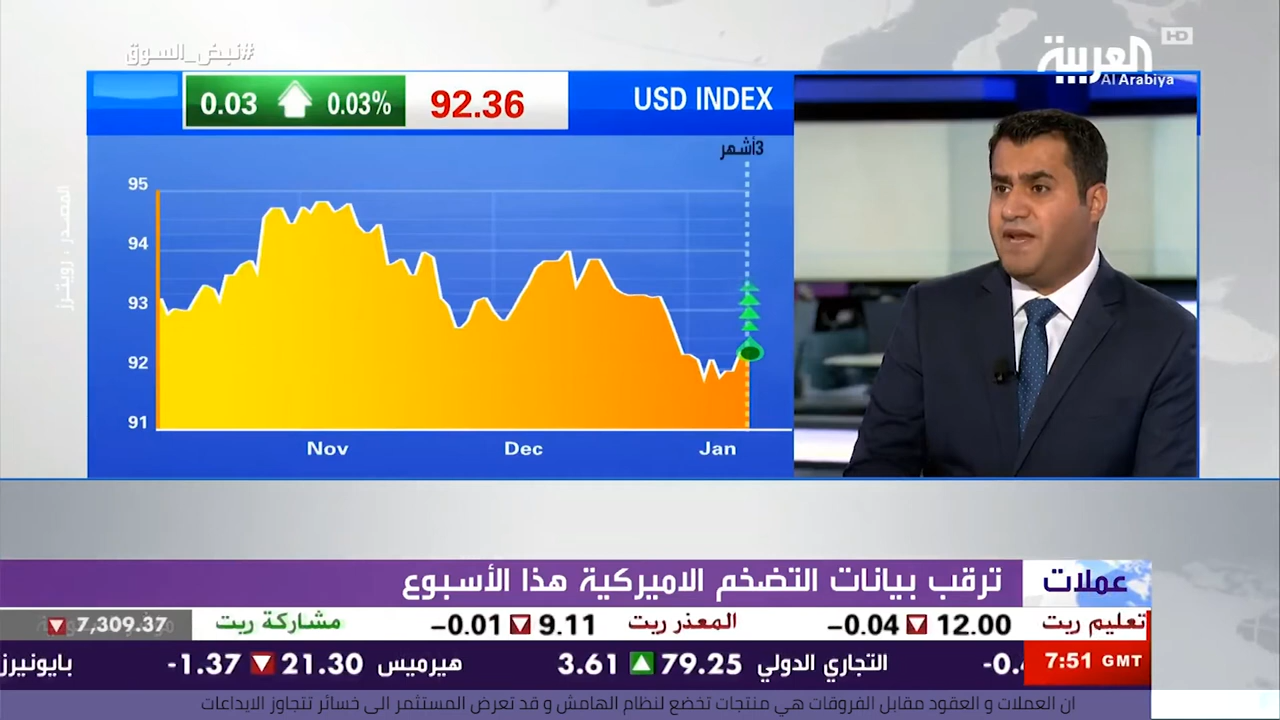 #نبض_السوق
العربية HD
Al Arabiya
0.03 0.03% 92.36 USD INDEX
3أشهر
المصدر : رويترز
95
94
93
92
91
Nov Dec Jan
عملات
ترقب بيانات التضخم الاميركية هذا الأسبوع
تعليم ريت 12.00 -0.04 المعذر ريت 9.11 -0.01 مشاركة ريت 7,309.37
7:51 GMT
التجاري الدولي 79.25 3.61 هيرميس 21.30 -1.37 بايونيرز
ان العملات و العقود مقابل الفروقات هي منتجات تخضع لنظام الهامش و قد تعرض المستثمر الى خسائر تتجاوز الايداعات